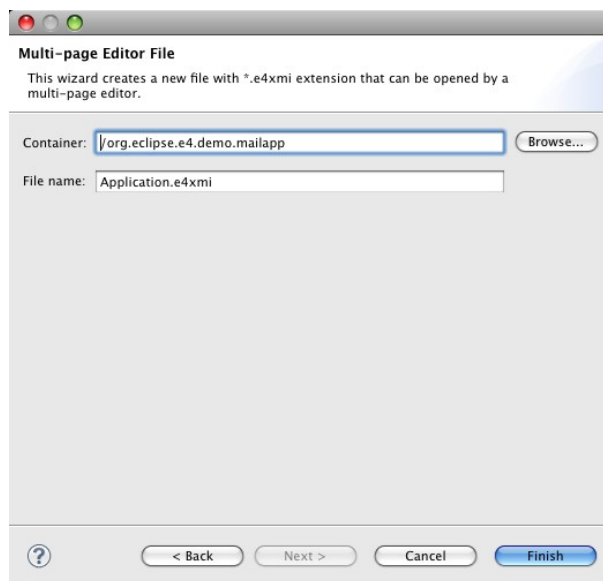 Multi-page Editor File
This wizard creates a new file with *.e4xmi extension that can be opened by a
multi-page editor.
Container: /org.eclipse.e4.demo.mailapp Browse...
File name: Application.e4xmi
? < Back Next > Cancel Finish